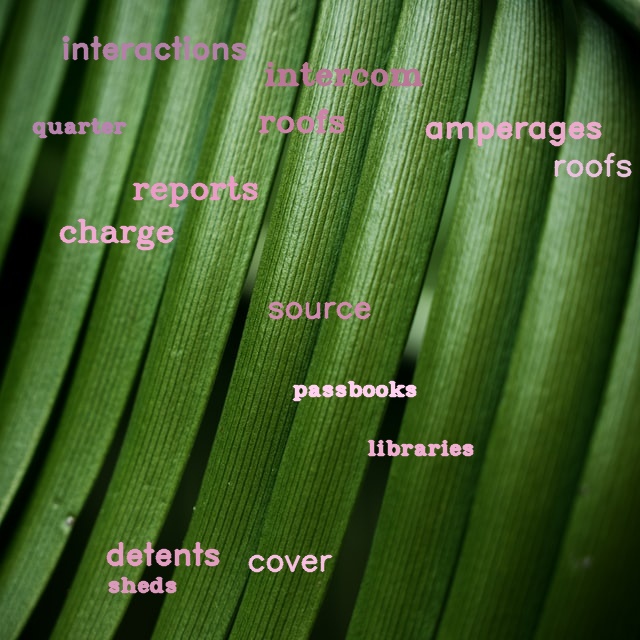 interactions
intercom
quarter
roofs
amperages
roofs
reports
charge
source
passbooks
libraries
detents
cover
sheds